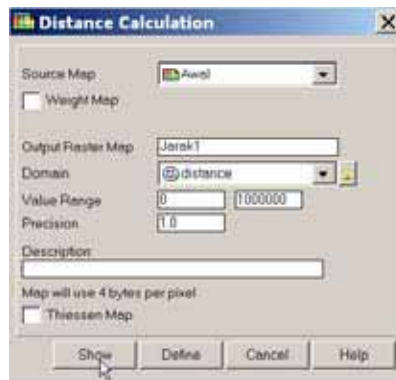 Distance Calculation
Source Map Awal
Weight Map
Output Raster Map Jarak1
Domain distance
Value Range 0 1000000
Precision 1.0
Description
Map will use 4 bytes per pixel
Thiessen Map
Show Define Cancel Help